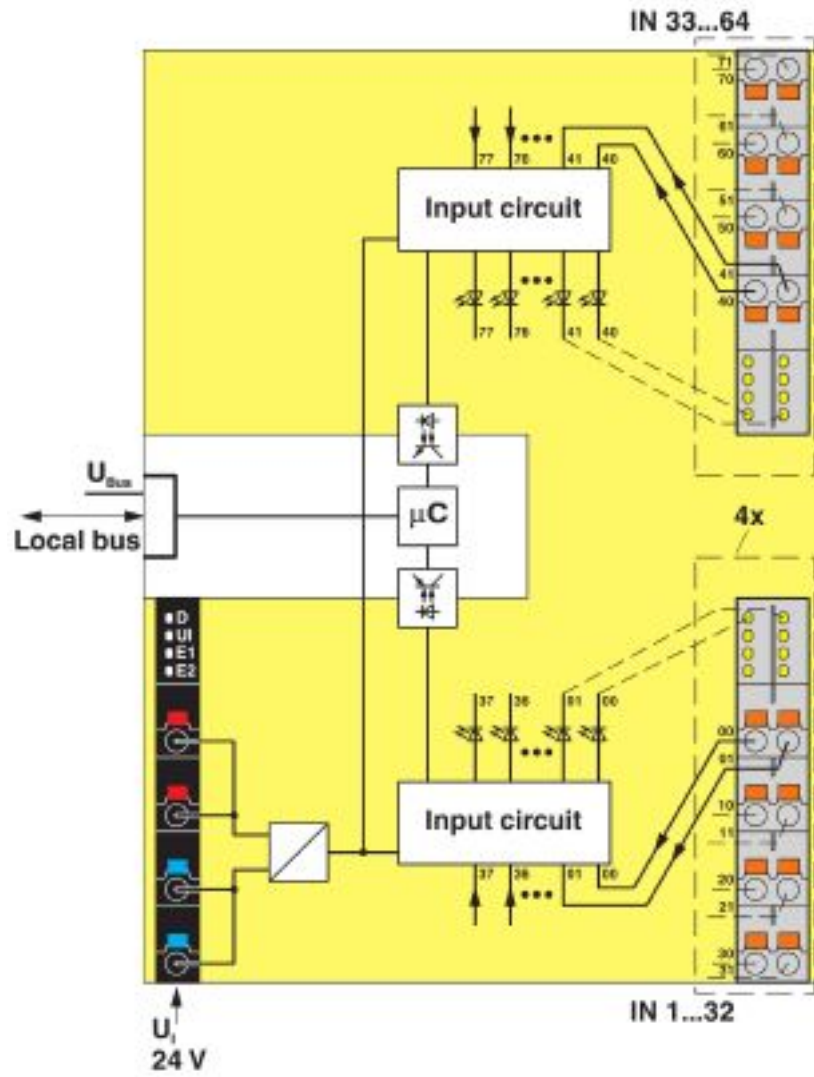 IN 33...64
71
70
61
60
51
50
41
40
77 76 41 40
Input circuit
77 76 41 40
U Bus
Local bus
µC
4x
D
UI
E1
E2
37 36 01 00
Input circuit
37 36 01 00
00
01
10
11
20
21
30
31
IN 1...32
U I
24 V